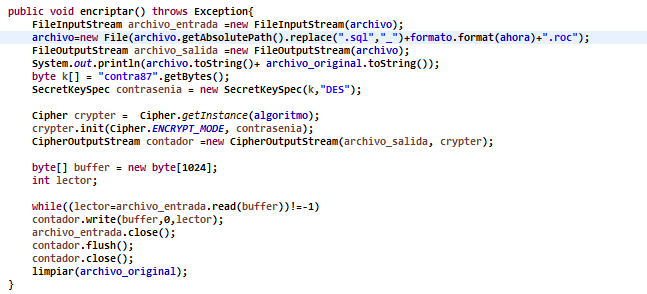 public void encriptar() throws Exception{
FileInputStream archivo_entrada =new FileInputStream(archivo);
archivo=new File(archivo.getAbsolutePath().replace(".sql","_")+formato.format(ahora)+".roc");
FileOutputStream archivo_salida =new FileOutputStream(archivo);
System.out.println(archivo.toString()+ archivo_original.toString());
byte k[] = "contra87".getBytes();
SecretKeySpec contrasenia = new SecretKeySpec(k,"DES");
Cipher crypter =  Cipher.getInstance(algoritmo);
crypter.init(Cipher.ENCRYPT_MODE, contrasenia);
CipherOutputStream contador =new CipherOutputStream(archivo_salida, crypter);
byte[] buffer = new byte[1024];
int lector;
while((lector=archivo_entrada.read(buffer))!=-1)
contador.write(buffer,0,lector);
archivo_entrada.close();
contador.flush();
contador.close();
limpiar(archivo_original);
}